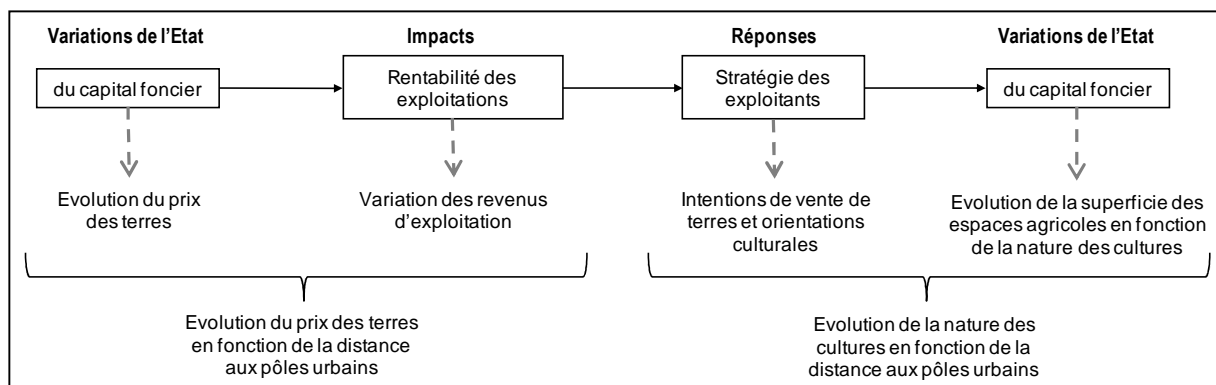 Variations de l'Etat
Impacts
Réponses
Variations de l'Etat
du capital foncier
Rentabilité des
exploitations
Stratégie des
exploitants
du capital foncier
Evolution du prix
des terres
Variation des revenus
d'exploitation
Intentions de vente de
terres et orientations
culturales
Evolution de la superficie des
espaces agricoles en fonction
de la nature des cultures
Evolution du prix des terres
en fonction de la distance
aux pôles urbains
Evolution de la nature des
cultures en fonction de la
distance aux pôles urbains